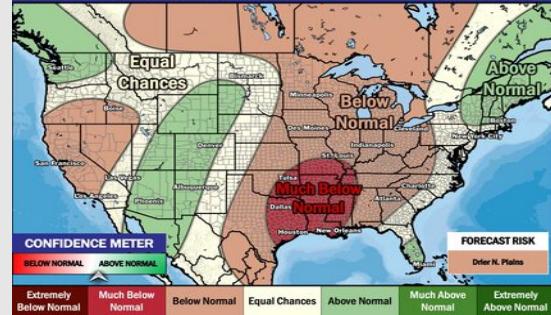 Seattle
Equal
Chances
Bismarck
Above
Normal
Boise
Minneapolis
Below
Normal
Boston
Cleveland
New York City
Des Moines
Denver
Indianapolis
San Francisco
St. Louis
Las Vegas
Tulsa
Charlotte
Los Angeles
Albuquerque
Much Below
Normal
Phoenix
Dallas
Atlanta
Houston
New Orleans
Miami
CONFIDENCE METER
BELOW NORMAL
ABOVE NORMAL
FORECAST RISK
Drier N. Plains
Extremely
Below Normal
Much Below
Normal
Below Normal
Equal Chances
Above Normal
Much Above
Normal
Extremely
Above Normal